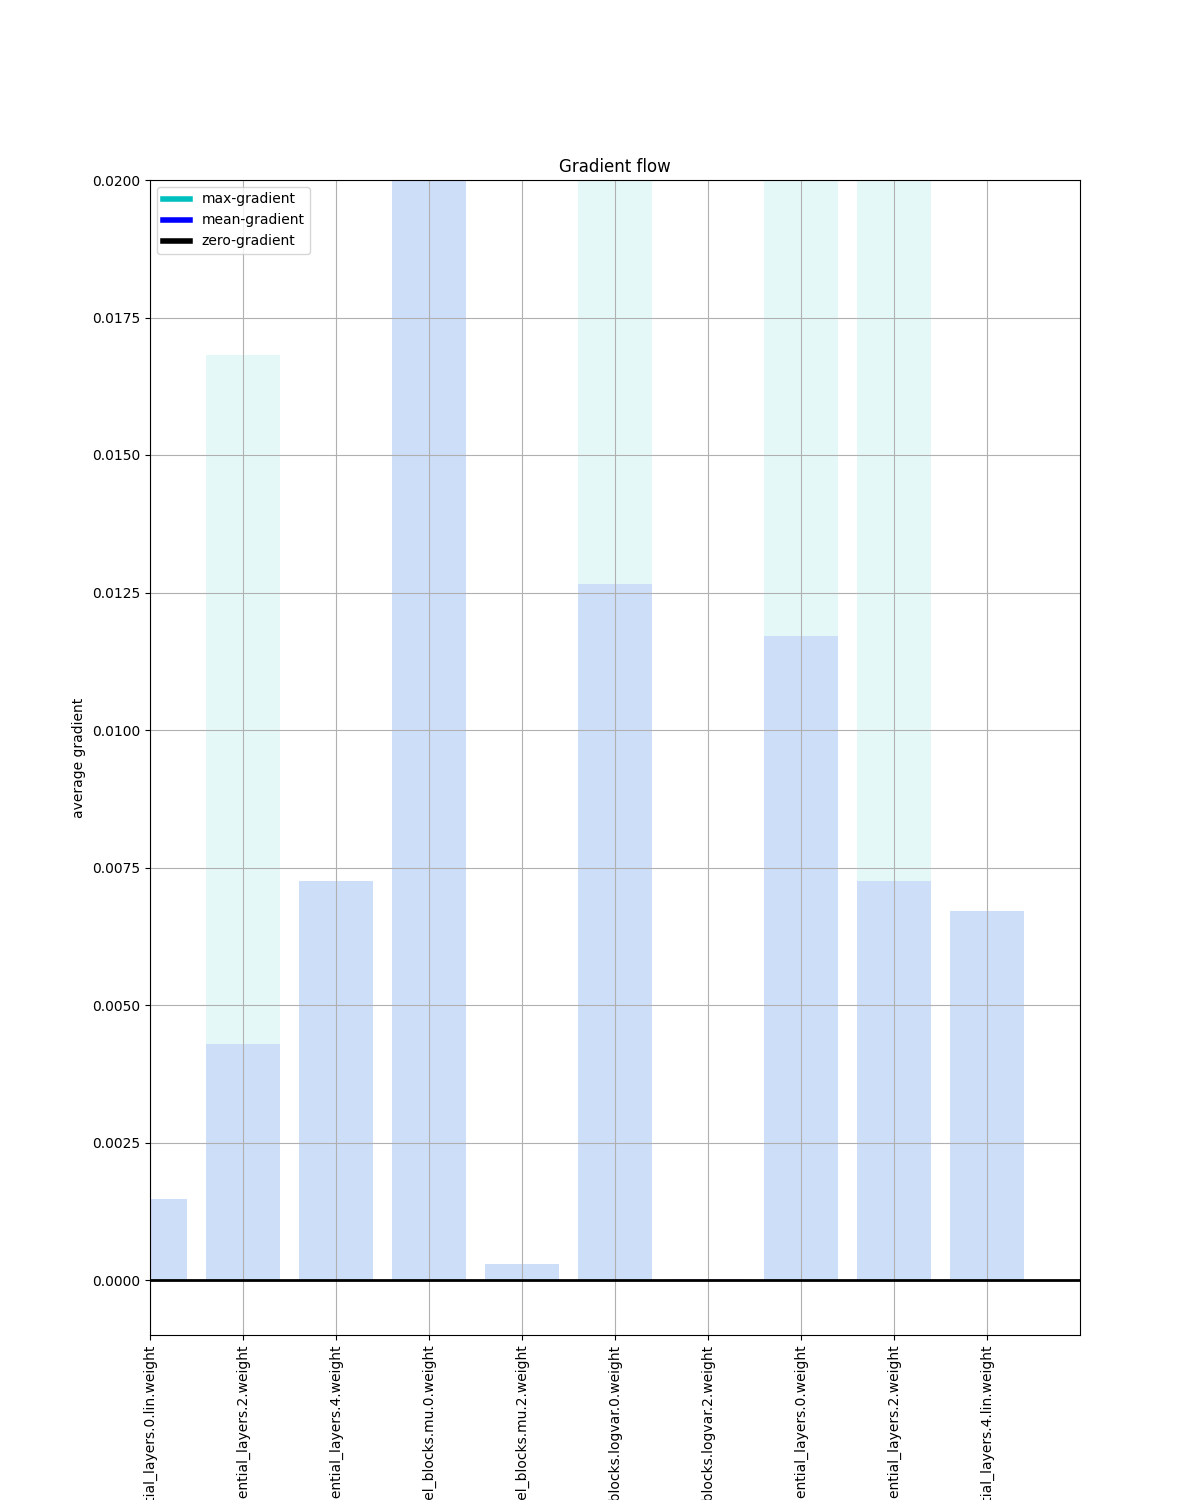 Gradient flow
max-gradient
mean-gradient
zero-gradient
0.0200
0.0175
0.0150
0.0125
0.0100
0.0075
0.0050
0.0025
0.0000
average gradient
tial_layers.0.lin.weight
ential_layers.2.weight
ential_layers.4.weight
el_blocks.mu.0.weight
el_blocks.mu.2.weight
blocks.logvar.0.weight
blocks.logvar.2.weight
ential_layers.0.weight
ential_layers.2.weight
tial_layers.4.lin.weight